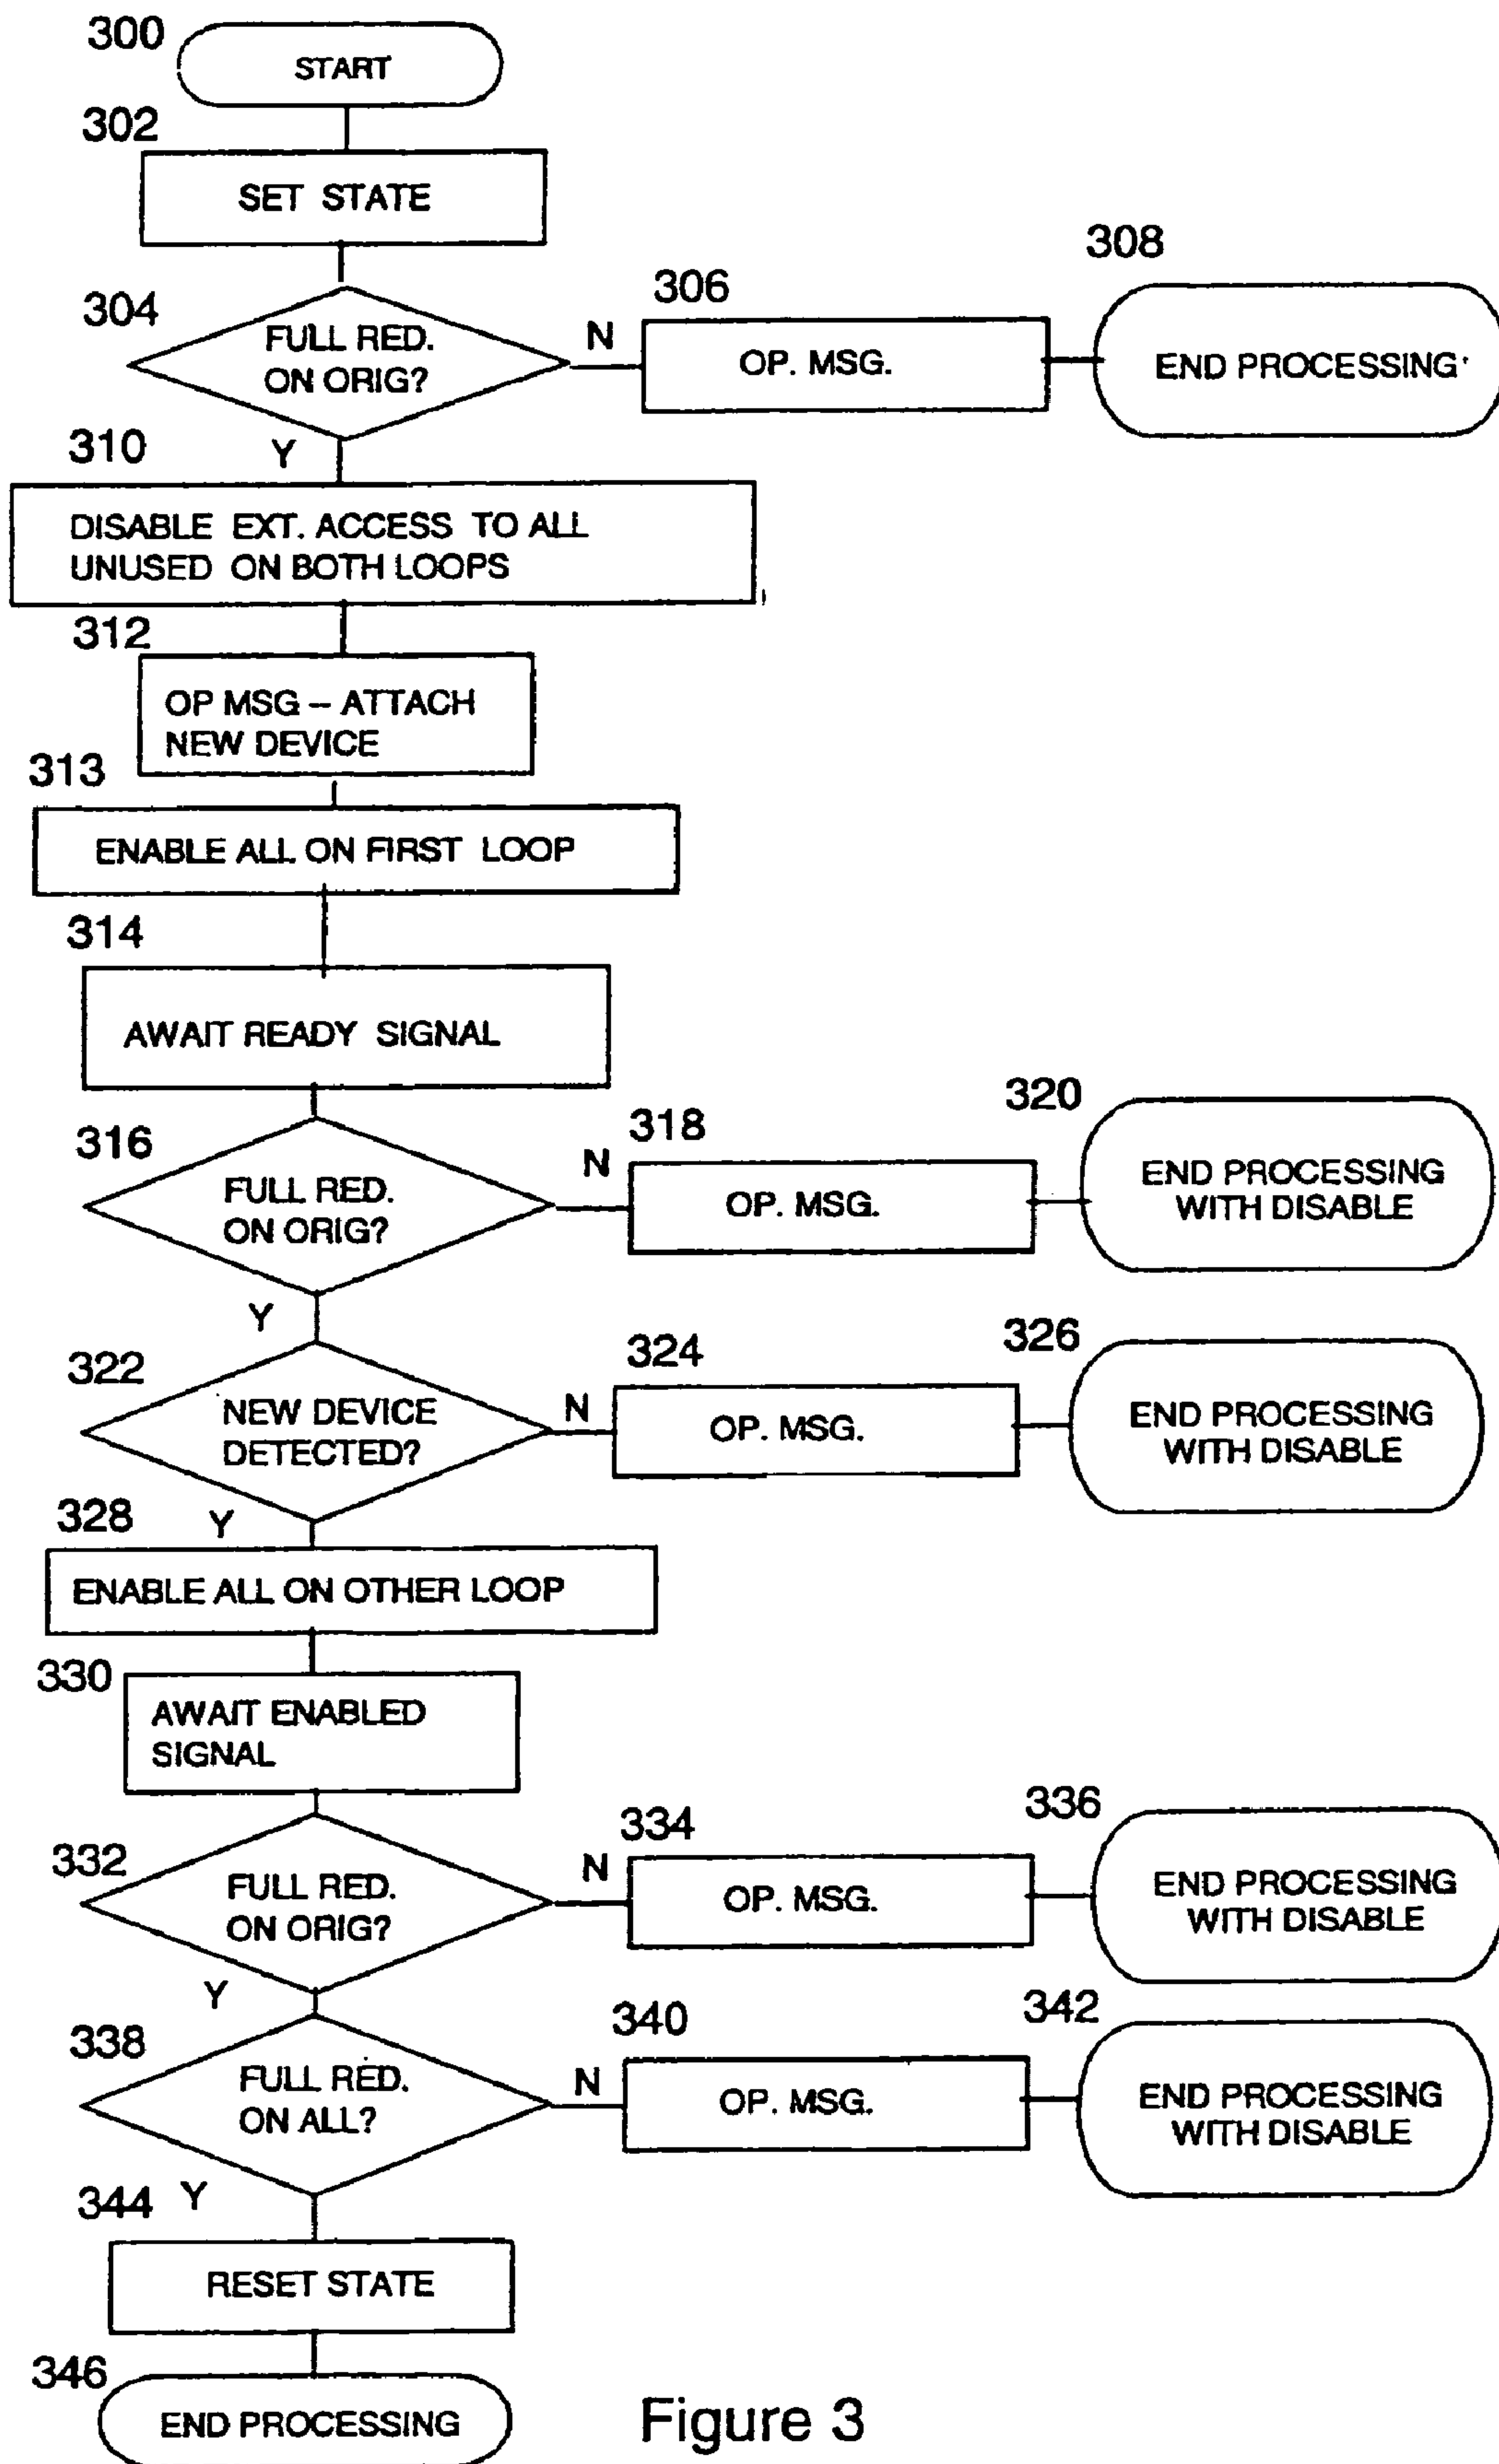 300
START
302
SET STATE
304
FULL RED.
ON ORIG?
N
306
OP. MSG.
308
END PROCESSING
Y
310
DISABLE EXT. ACCESS TO ALL
UNUSED ON BOTH LOOPS
312
OP MSG – ATTACH
NEW DEVICE
313
ENABLE ALL ON FIRST LOOP
314
AWAIT READY SIGNAL
316
FULL RED.
ON ORIG?
N
318
OP. MSG.
320
END PROCESSING
WITH DISABLE
Y
322
NEW DEVICE
DETECTED?
N
324
OP. MSG.
326
END PROCESSING
WITH DISABLE
Y
328
ENABLE ALL ON OTHER LOOP
330
AWAIT ENABLED
SIGNAL
332
FULL RED.
ON ORIG?
N
334
OP. MSG.
336
END PROCESSING
WITH DISABLE
Y
338
FULL RED.
ON ALL?
N
340
OP. MSG.
342
END PROCESSING
WITH DISABLE
Y
344
RESET STATE
346
END PROCESSING
Figure 3